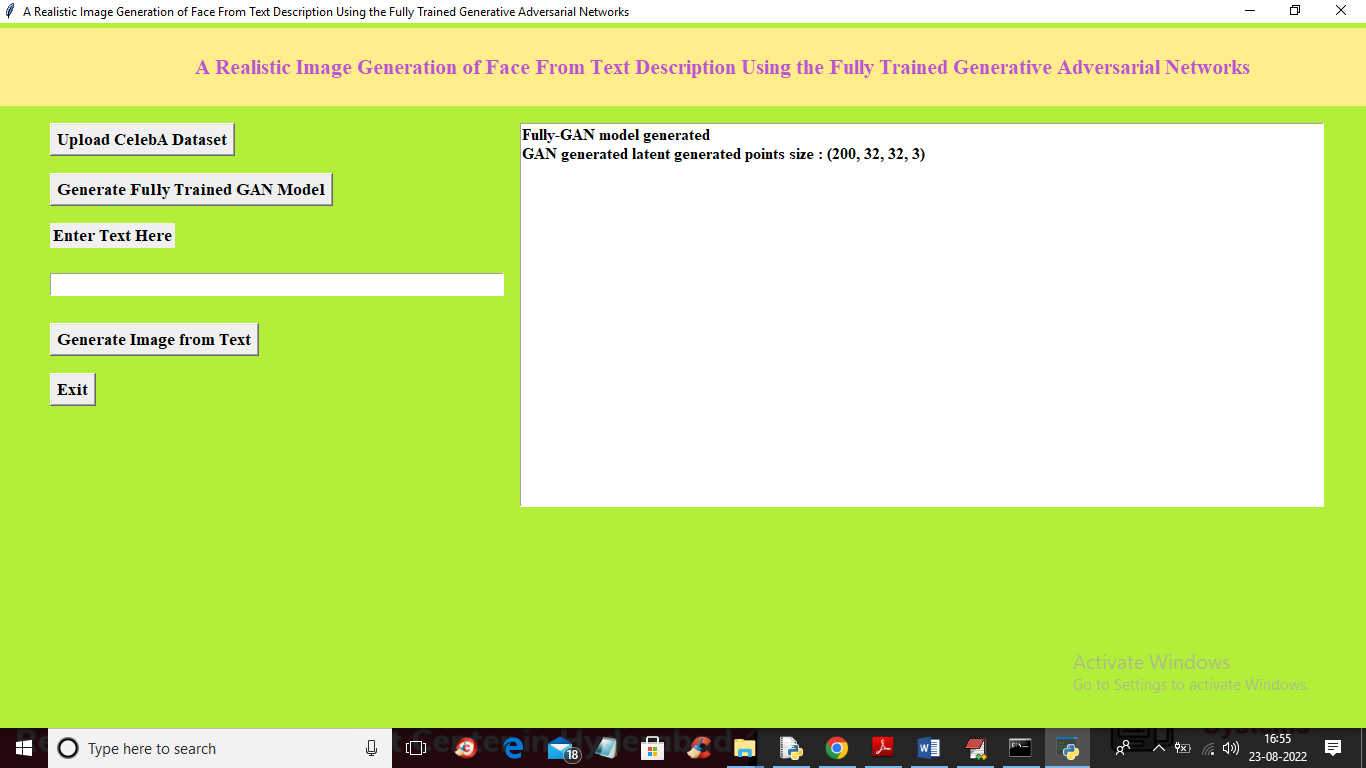 A Realistic Image Generation of Face From Text Description Using the Fully Trained Generative Adversarial Networks
A Realistic Image Generation of Face From Text Description Using the Fully Trained Generative Adversarial Networks
Upload CelebA Dataset
Generate Fully Trained GAN Model
Enter Text Here
Generate Image from Text
Exit
Fully-GAN model generated
GAN generated latent generated points size : (200, 32, 32, 3)
Activate Windows
Go to Settings to activate Windows.
Type here to search
18
16:55
23-08-2022